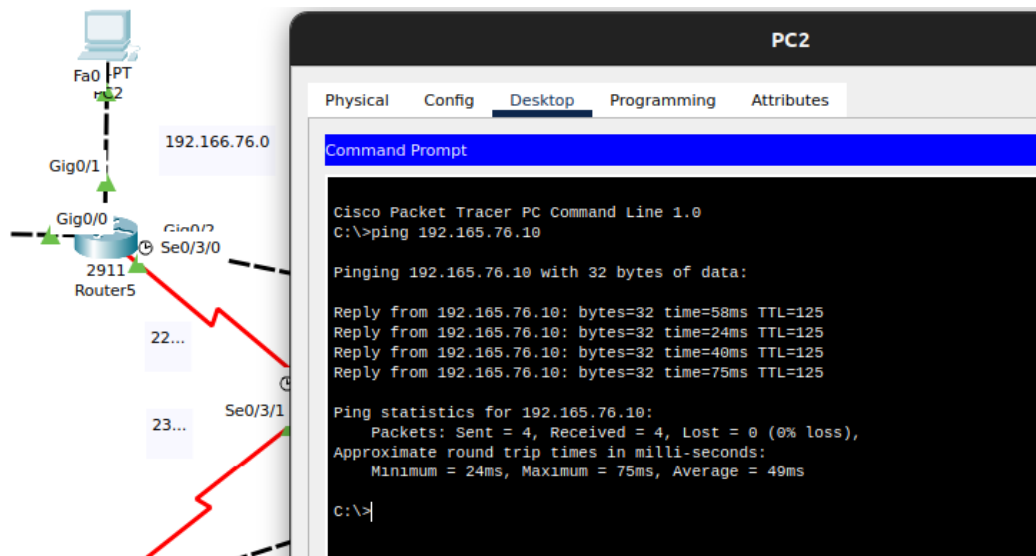 PC2
Fa0
-PT
PC2
192.166.76.0
Gig0/1
Gig0/0
Gig0/2
Se0/3/0
2911
Router5
22...
Se0/3/1
23...
Physical Config Desktop Programming Attributes
Command Prompt
Cisco Packet Tracer PC Command Line 1.0
C:\>ping 192.165.76.10
Pinging 192.165.76.10 with 32 bytes of data:
Reply from 192.165.76.10: bytes=32 time=58ms TTL=125
Reply from 192.165.76.10: bytes=32 time=24ms TTL=125
Reply from 192.165.76.10: bytes=32 time=40ms TTL=125
Reply from 192.165.76.10: bytes=32 time=75ms TTL=125
Ping statistics for 192.165.76.10:
Packets: Sent = 4, Received = 4, Lost = 0 (0% loss),
Approximate round trip times in milli-seconds:
Minimum = 24ms, Maximum = 75ms, Average = 49ms
C:\>